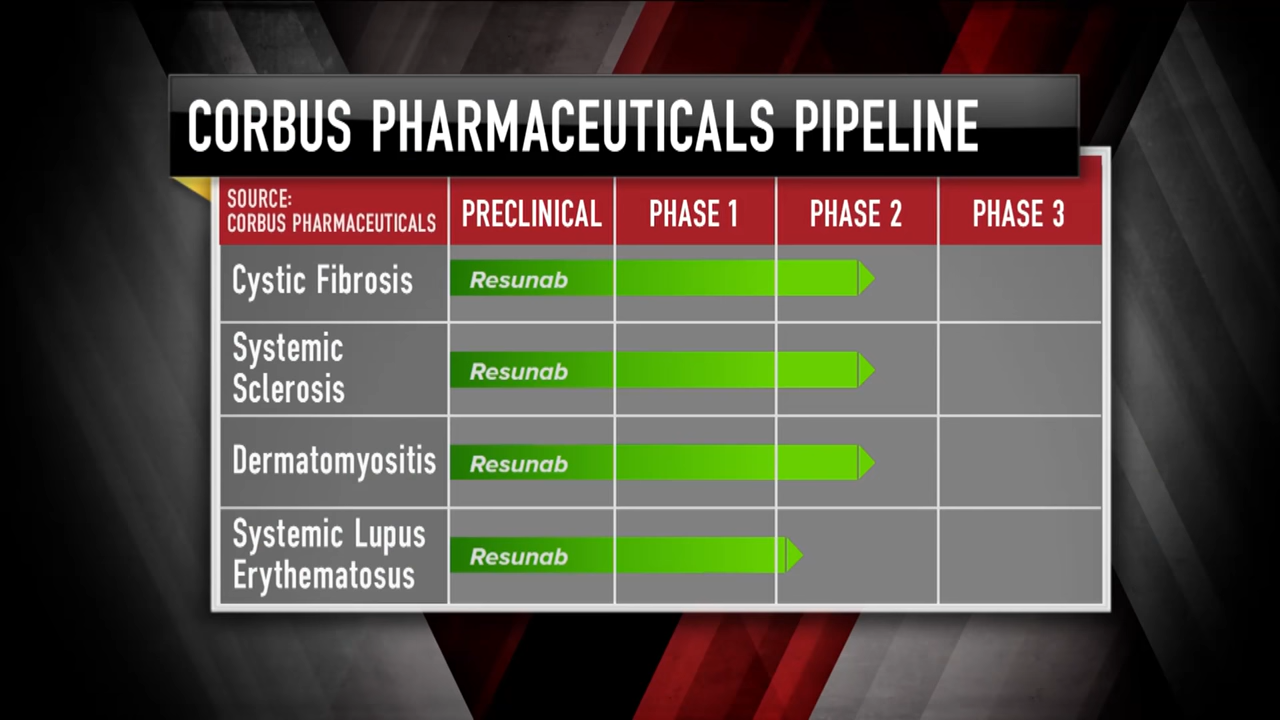 CORBUS PHARMACEUTICALS PIPELINE
SOURCE:
CORBUS PHARMACEUTICALS
PRECLINICAL
PHASE 1
PHASE 2
PHASE 3
Cystic Fibrosis
Resunab
Systemic
Sclerosis
Resunab
Dermatomyositis
Resunab
Systemic Lupus
Erythematosus
Resunab